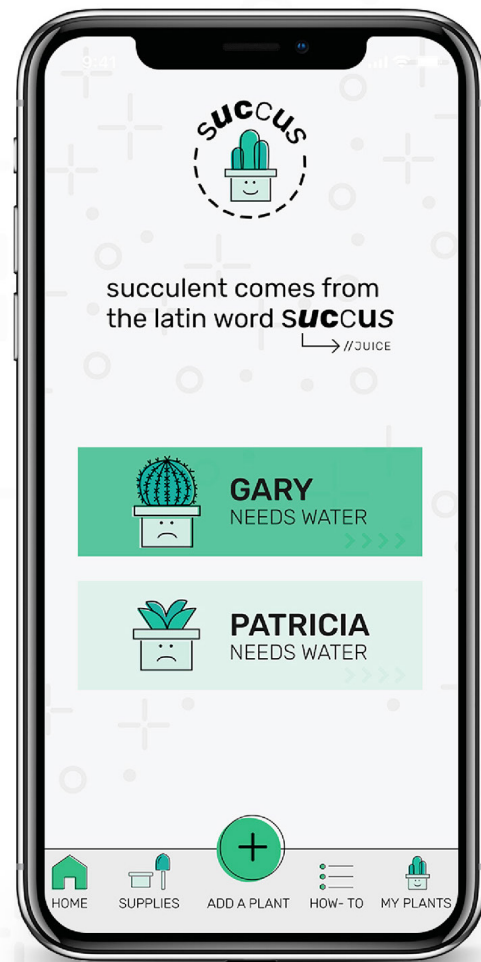 9:41
succus
succulent comes from
the latin word succus
//JUICE
GARY
NEEDS WATER
>>>>
PATRICIA
NEEDS WATER
>>>>
+
HOME
SUPPLIES
ADD A PLANT
HOW- TO
MY PLANTS